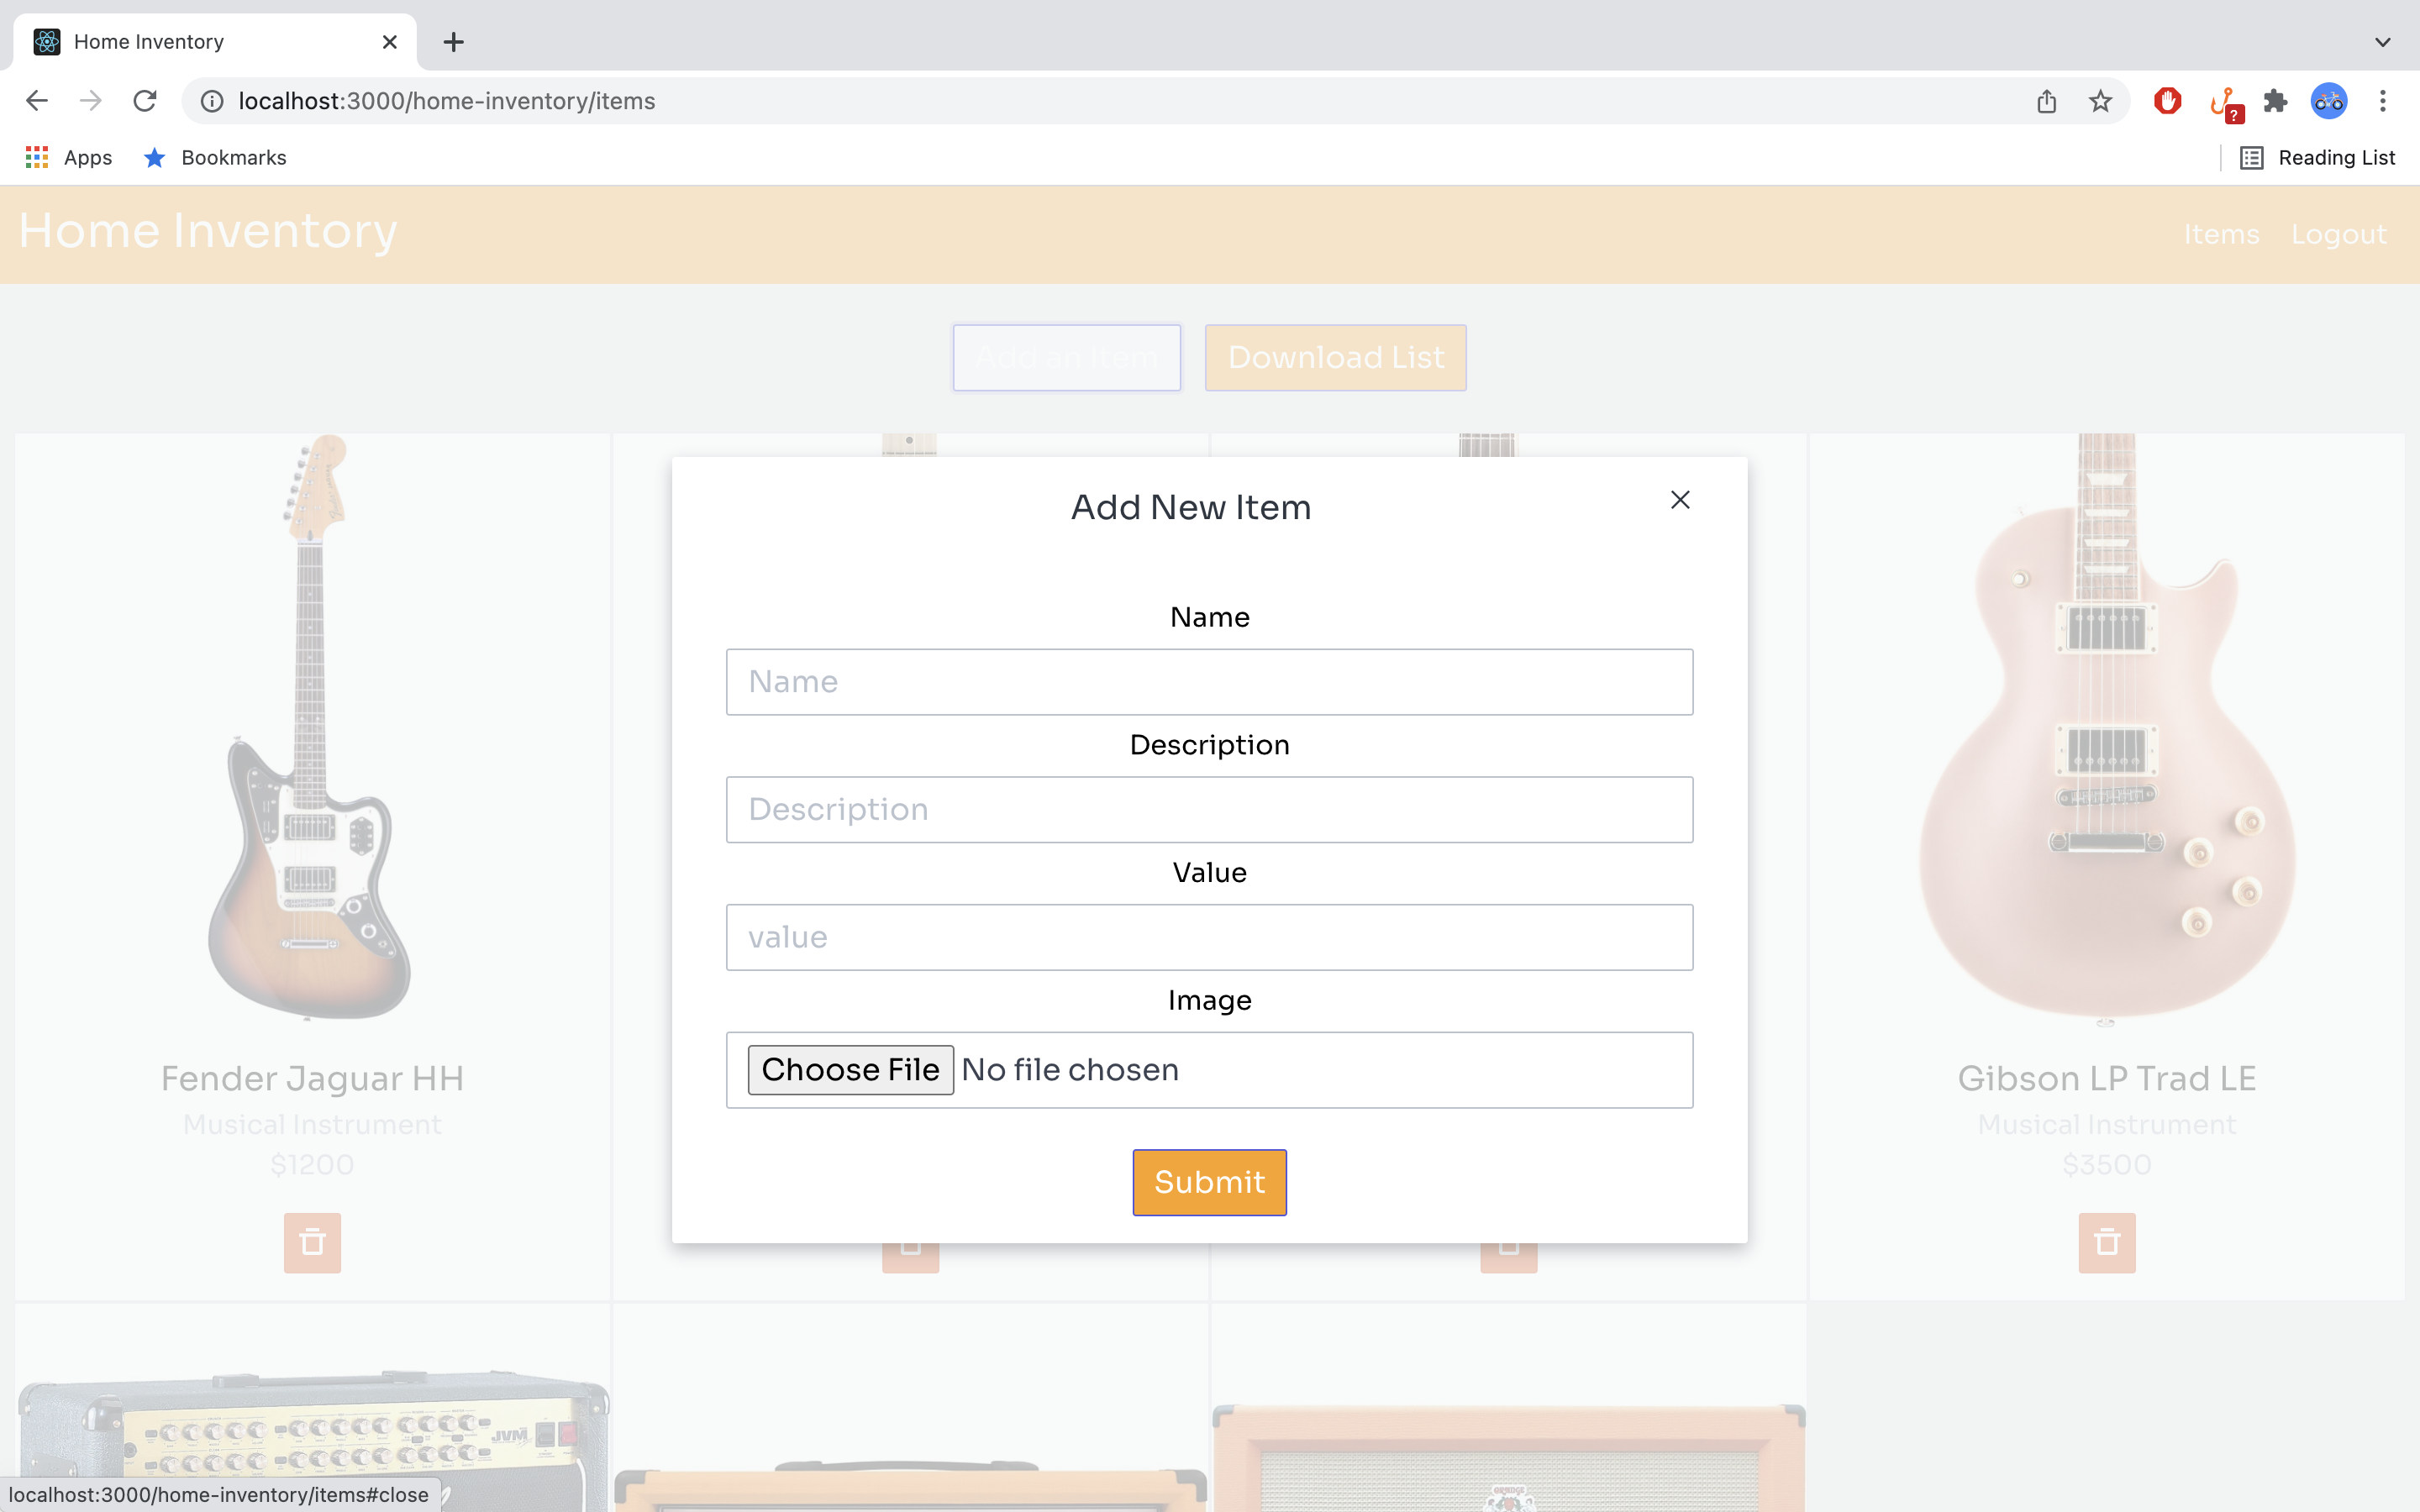 Home Inventory
localhost:3000/home-inventory/items
?
Apps
Bookmarks
Reading List
Home Inventory
Items
Logout
Add an Item
Download List
Add New Item
Name
Name
Description
Description
Value
value
Image
Choose File No file chosen
Submit
Fender Jaguar HH
Musical Instrument
$1200
Gibson LP Trad LE
Musical Instrument
$3500
JVM
ORANGE
localhost:3000/home-inventory/items#close